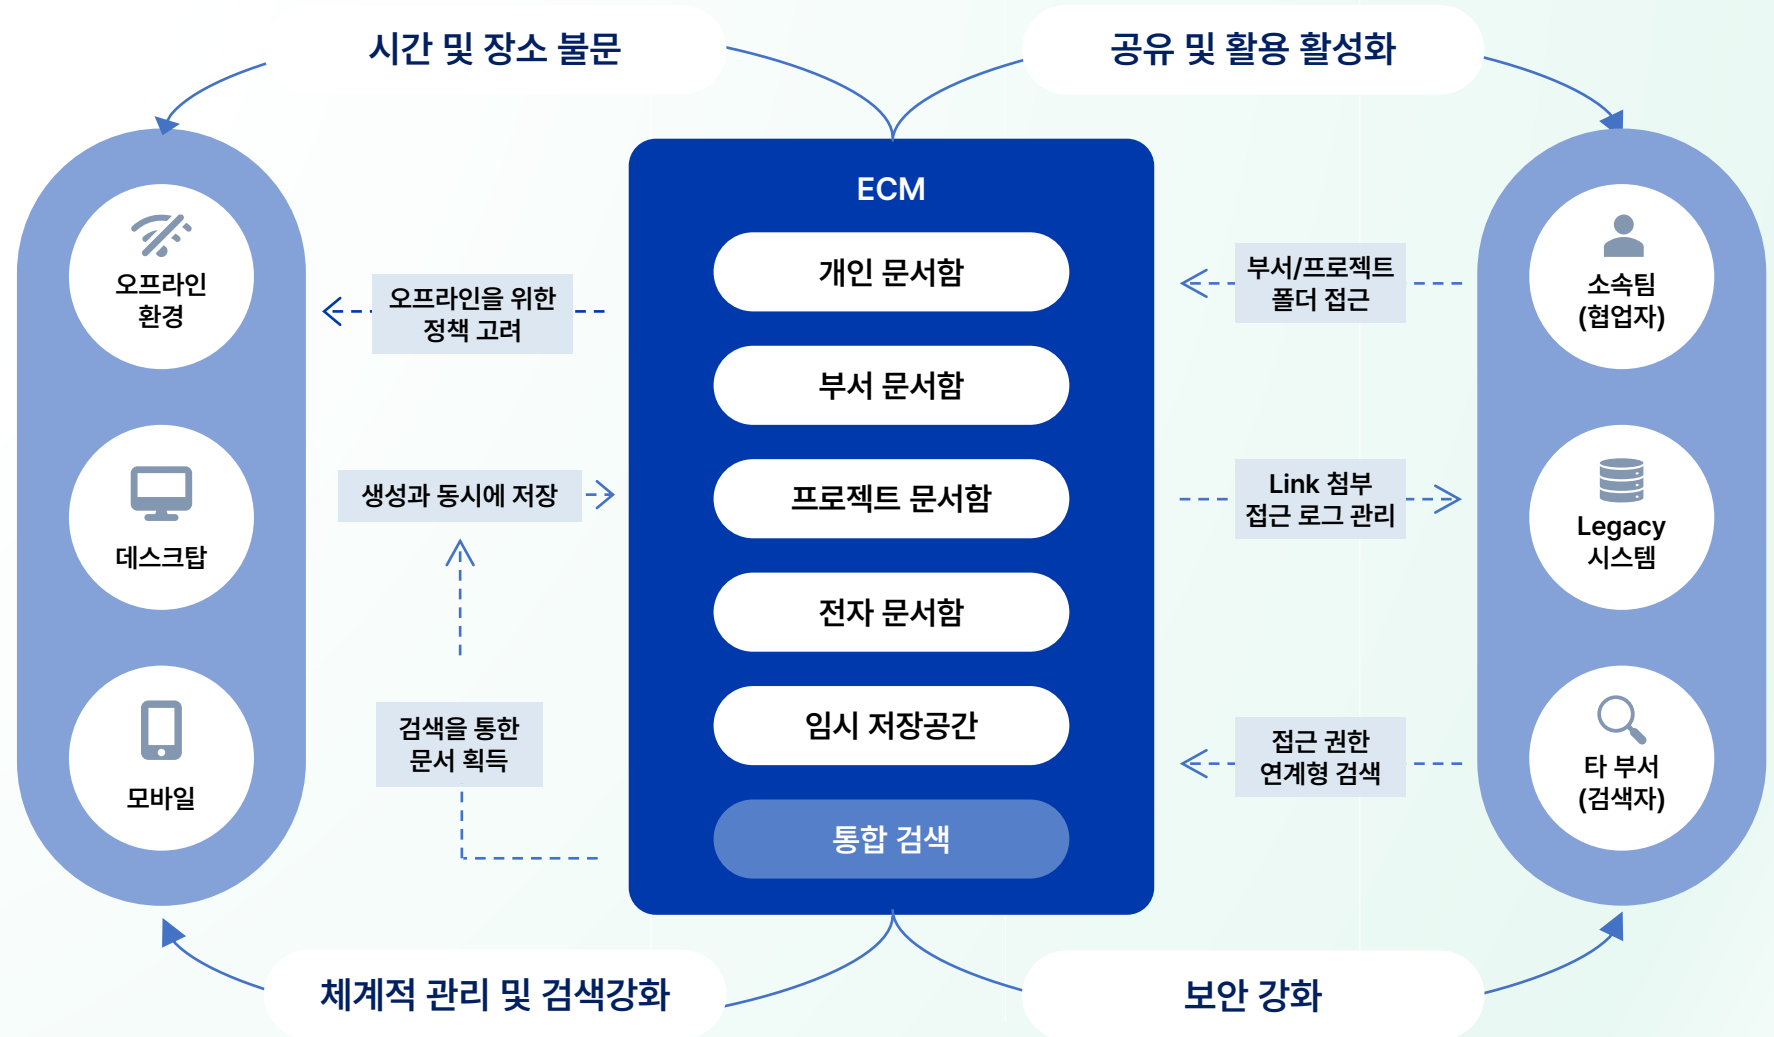 시간 및 장소 불문
공유 및 활용 활성화
오프라인
환경
데스크탑
모바일
오프라인을 위한
정책 고려
생성과 동시에 저장
검색을 통한
문서 획득
ECM
개인 문서함
부서 문서함
프로젝트 문서함
전자 문서함
임시 저장공간
통합 검색
부서/프로젝트
폴더 접근
Link 첨부
접근 로그 관리
접근 권한
연계형 검색
소속팀
(협업자)
Legacy
시스템
타 부서
(검색자)
체계적 관리 및 검색강화
보안 강화